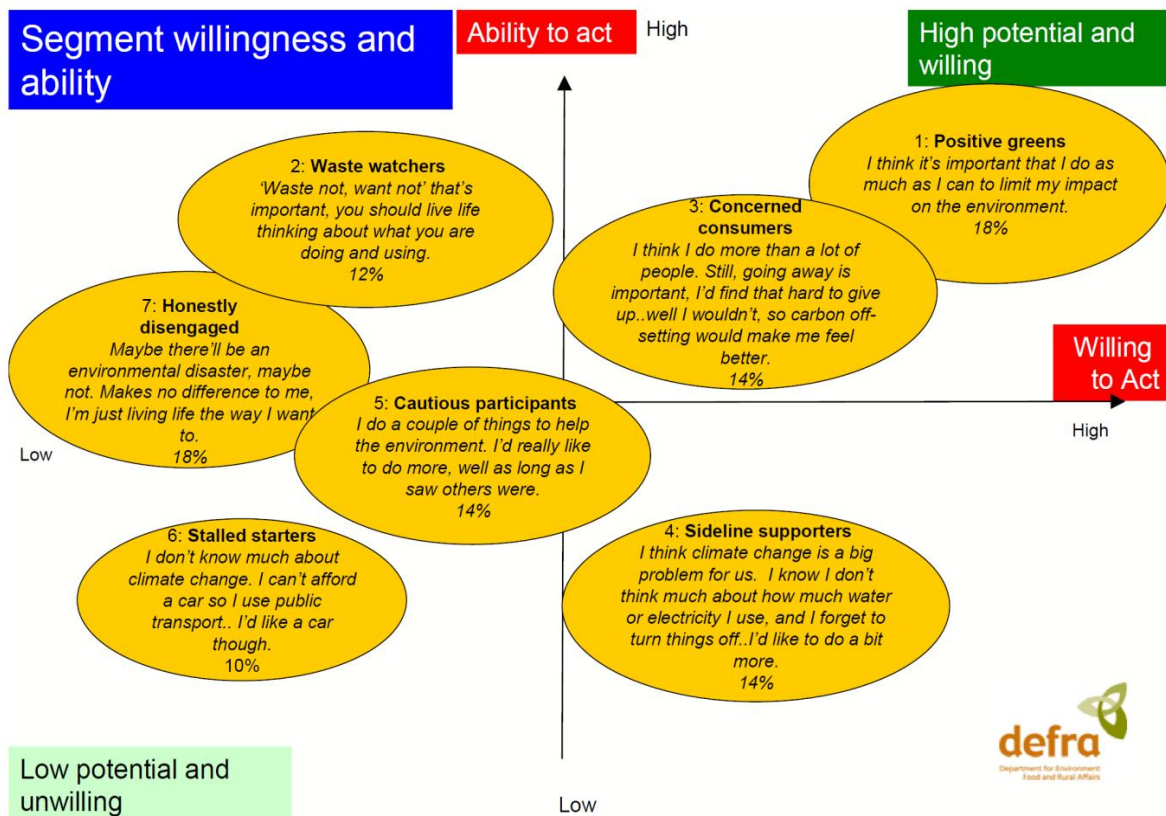 Segment willingness and
ability
Ability to act
High
High potential and
willing
1: Positive greens
I think it's important that I do as
much as I can to limit my impact
on the environment.
18%
2: Waste watchers
'Waste not, want not' that's
important, you should live life
thinking about what you are
doing and using.
12%
3: Concerned
consumers
I think I do more than a lot of
people. Still, going away is
important, I'd find that hard to give
up..well I wouldn't, so carbon off-
setting would make me feel
better.
14%
7: Honestly
disengaged
Maybe there'll be an
environmental disaster, maybe
not. Makes no difference to me,
I'm just living life the way I want
to.
18%
Willing
to Act
High
Low
5: Cautious participants
I do a couple of things to help
the environment. I'd really like
to do more, well as long as I
saw others were.
14%
6: Stalled starters
I don't know much about
climate change. I can't afford
a car so I use public
transport.. I'd like a car
though.
10%
4: Sideline supporters
I think climate change is a big
problem for us. I know I don't
think much about how much water
or electricity I use, and I forget to
turn things off..I'd like to do a bit
more.
14%
Low potential and
unwilling
Low
defra
Department for Environment
Food and Rural Affairs